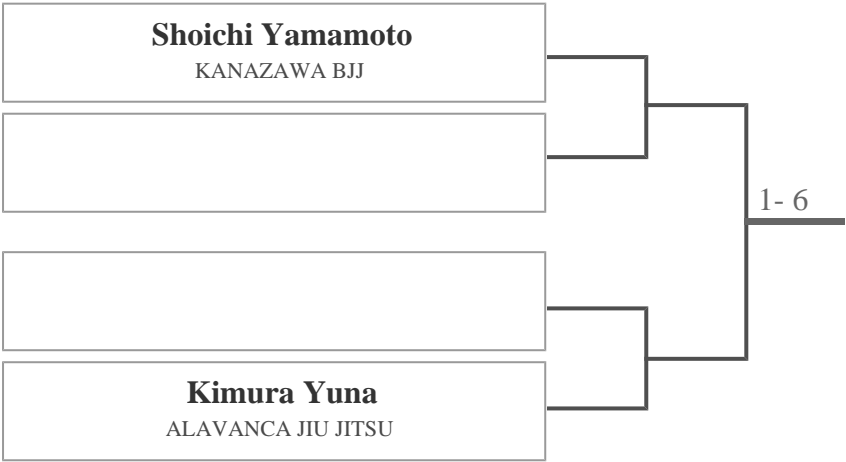 Shoichi Yamamoto
KANAZAWA BJJ
1- 6
Kimura Yuna
ALAVANCA JIU JITSU